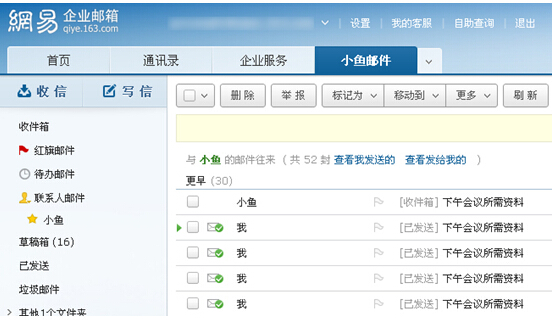 網易 企业邮箱
qiye.163.com
设置 | 我的客服 | 自助查询 | 退出
首页 通讯录 企业服务 小鱼邮件
收信 写信
删除 举报 标记为 移动到 更多 刷新
收件箱
红旗邮件
待办邮件
联系人邮件
小鱼
草稿箱 (16)
已发送
垃圾邮件
其他1个文件夹
与 小鱼 的邮件往来 ( 共 52 封 查看我发送的 查看发给我的 )
更早 (30)
小鱼 [收件箱] 下午会议所需资料
我 [已发送] 下午会议所需资料
我 [已发送] 下午会议所需资料
我 [已发送] 下午会议所需资料
我 [已发送] 下午会议所需资料